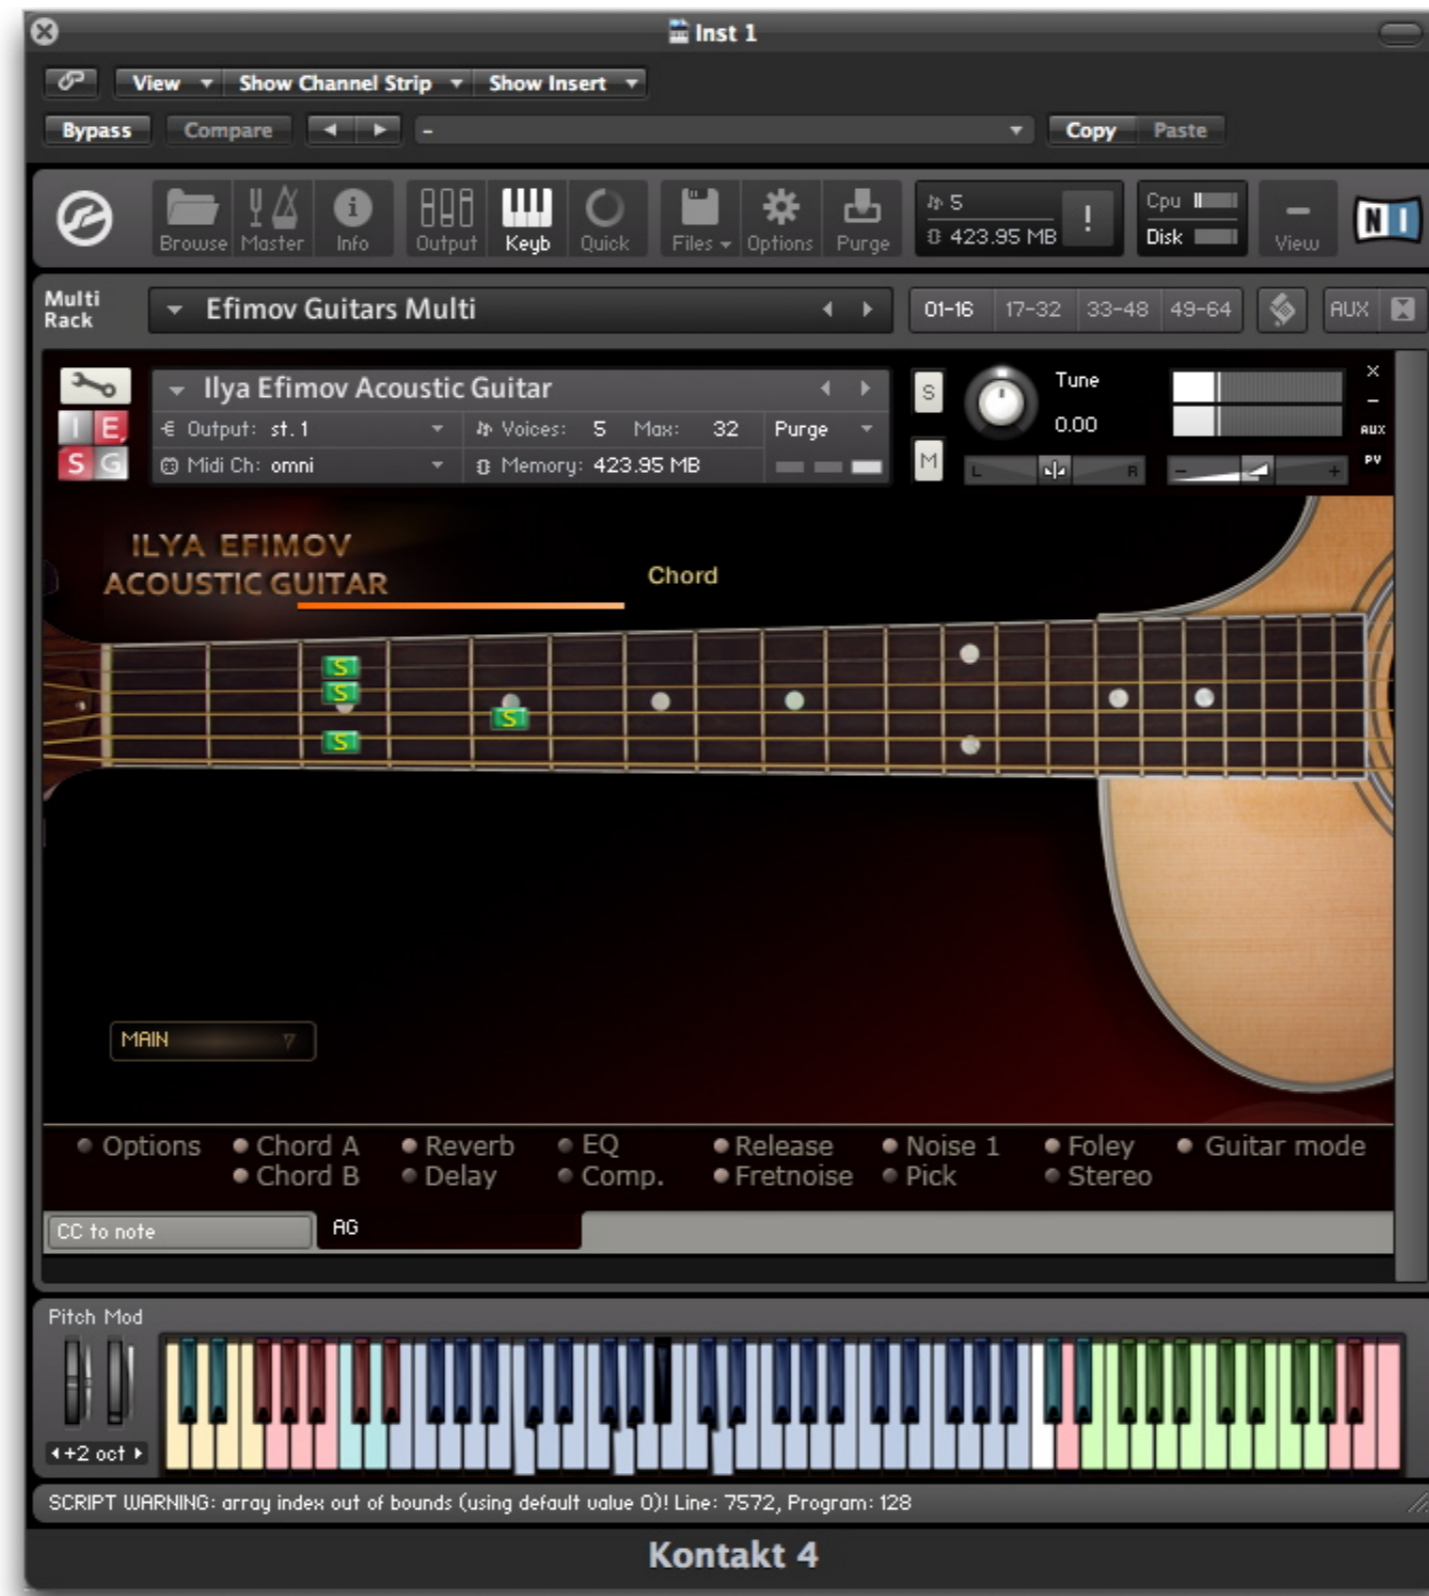 Inst 1
View Show Channel Strip Show Insert
Bypass Compare - Copy Paste
Browse Master Info Output Keyb Quick Files Options Purge 5 ! Cpu View NI
423.95 MB Disk
Multi Rack Efimov Guitars Multi 01-16 17-32 33-48 49-64 AUX
Ilya Efimov Acoustic Guitar S Tune x
I E, Output: st. 1 Voices: 5 Max: 32 Purge 0.00 AUX
S G Midi Ch: omni Memory: 423.95 MB M L R - + PV
ILYA EFIMOV
ACOUSTIC GUITAR
Chord
S
S
S
S
MAIN
Options Chord A Reverb EQ Release Noise 1 Foley Guitar mode
Chord B Delay Comp. Fretnoise Pick Stereo
CC to note AG
Pitch Mod
+2 oct
SCRIPT WARNING: array index out of bounds (using default value 0)! Line: 7572, Program: 128
Kontakt 4